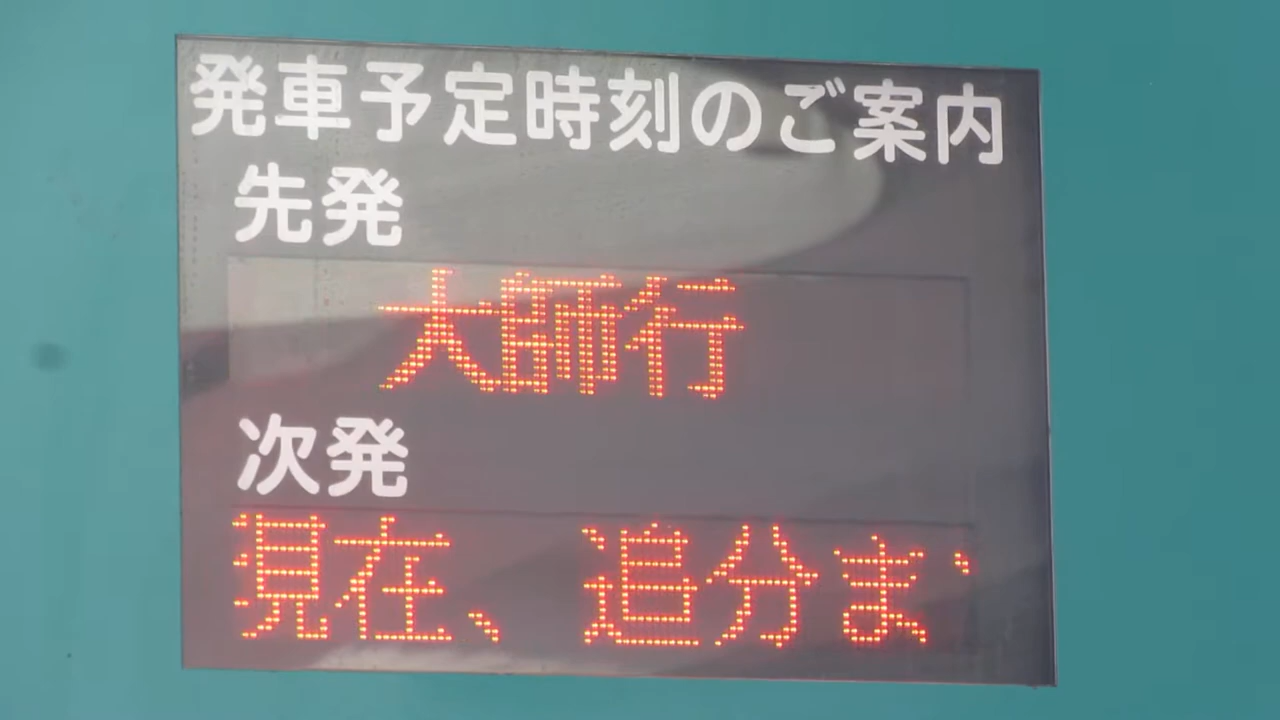 発車予定時刻のご案内
先発
大師行
次発
現在、追分ま